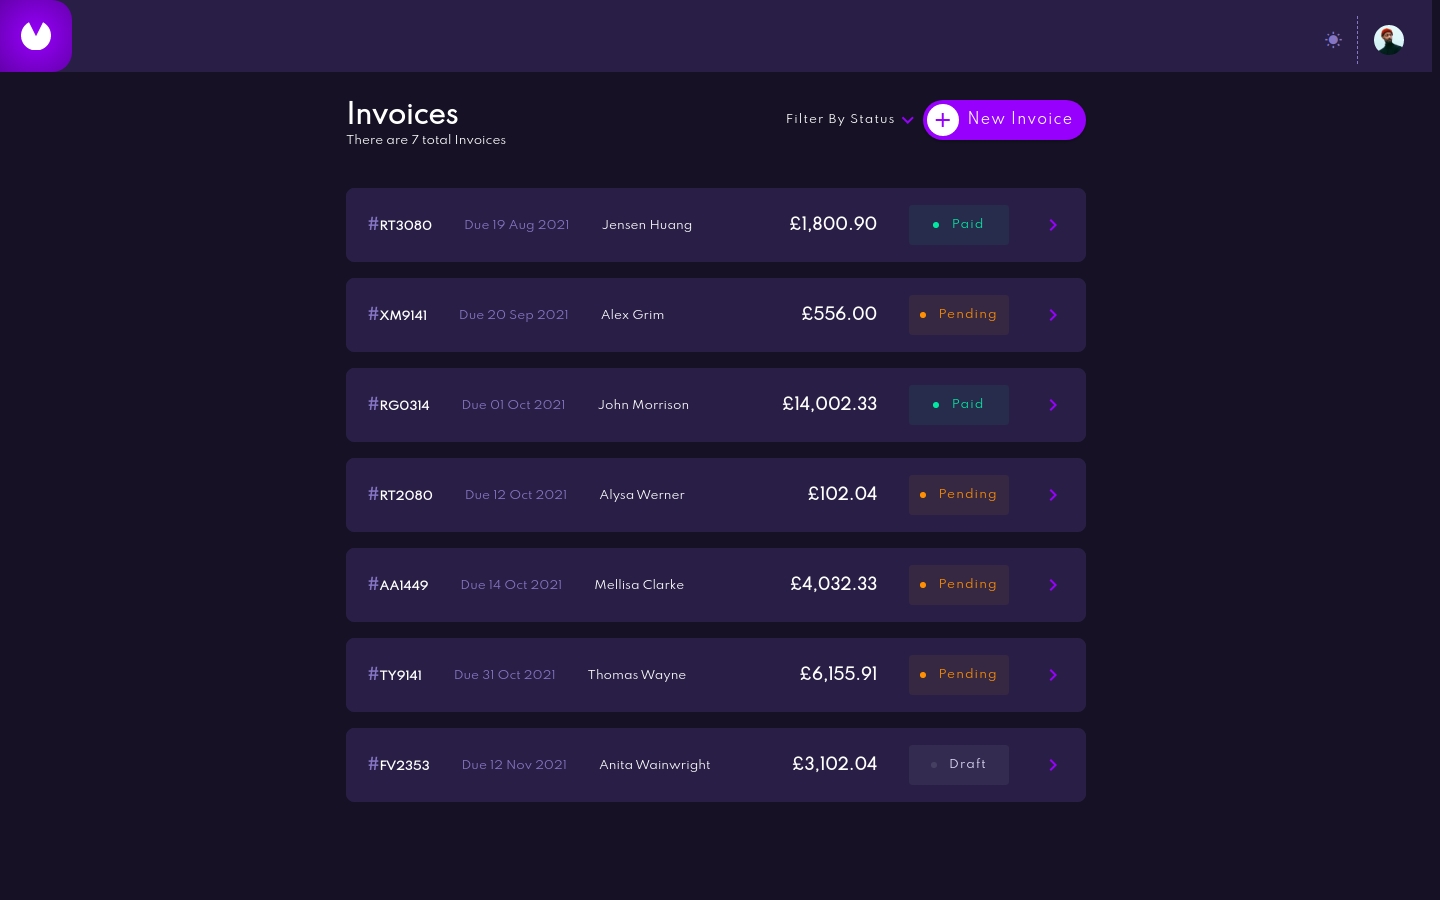 Invoices
There are 7 total Invoices
Filter By Status
New Invoice
#RT3080 Due 19 Aug 2021 Jensen Huang £1,800.90 Paid
#XM9141 Due 20 Sep 2021 Alex Grim £556.00 Pending
#RG0314 Due 01 Oct 2021 John Morrison £14,002.33 Paid
#RT2080 Due 12 Oct 2021 Alysa Werner £102.04 Pending
#AA1449 Due 14 Oct 2021 Mellisa Clarke £4,032.33 Pending
#TY9141 Due 31 Oct 2021 Thomas Wayne £6,155.91 Pending
#FV2353 Due 12 Nov 2021 Anita Wainwright £3,102.04 Draft